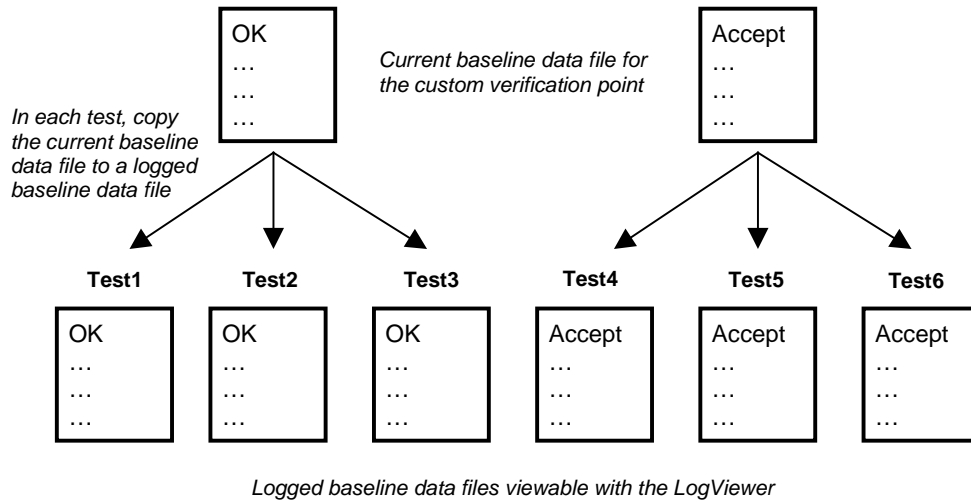 OK
…
…
…
Current baseline data file for
the custom verification point
Accept
…
…
…
In each test, copy
the current baseline
data file to a logged
baseline data file
Test1
Test2
Test3
Test4
Test5
Test6
OK
…
…
…
OK
…
…
…
OK
…
…
…
Accept
…
…
…
Accept
…
…
…
Accept
…
…
…
Logged baseline data files viewable with the LogViewer